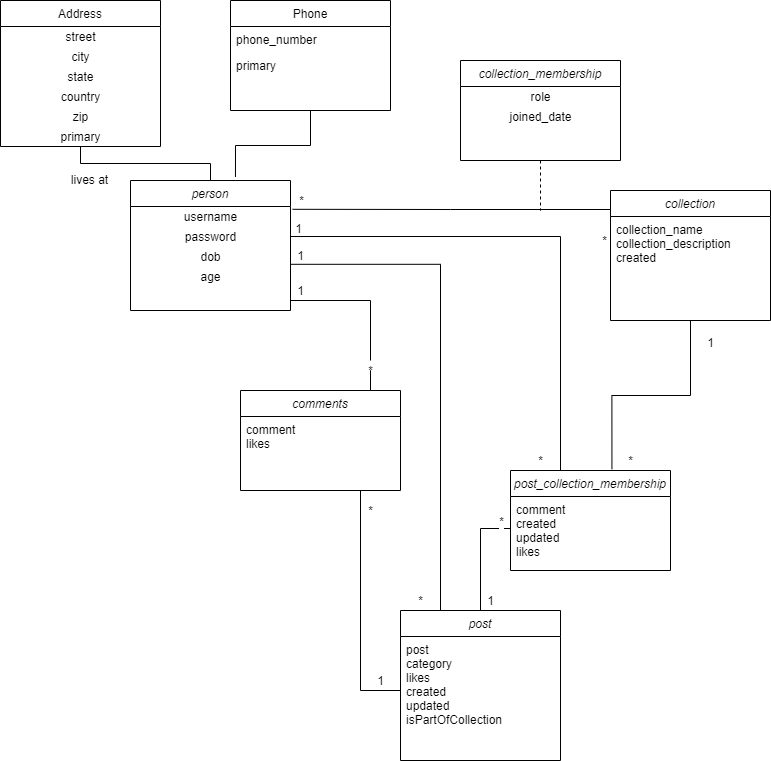 Address
street
city
state
country
zip
primary
Phone
phone_number
primary
collection_membership
role
joined_date
lives at
person
username
password
dob
age
*
1
1
1
*
collection
collection_name
collection_description
created
1
*
comments
comment
likes
*
*
*
post_collection_membership
comment
created
updated
likes
*
*
1
1
post
post
category
likes
created
updated
isPartOfCollection